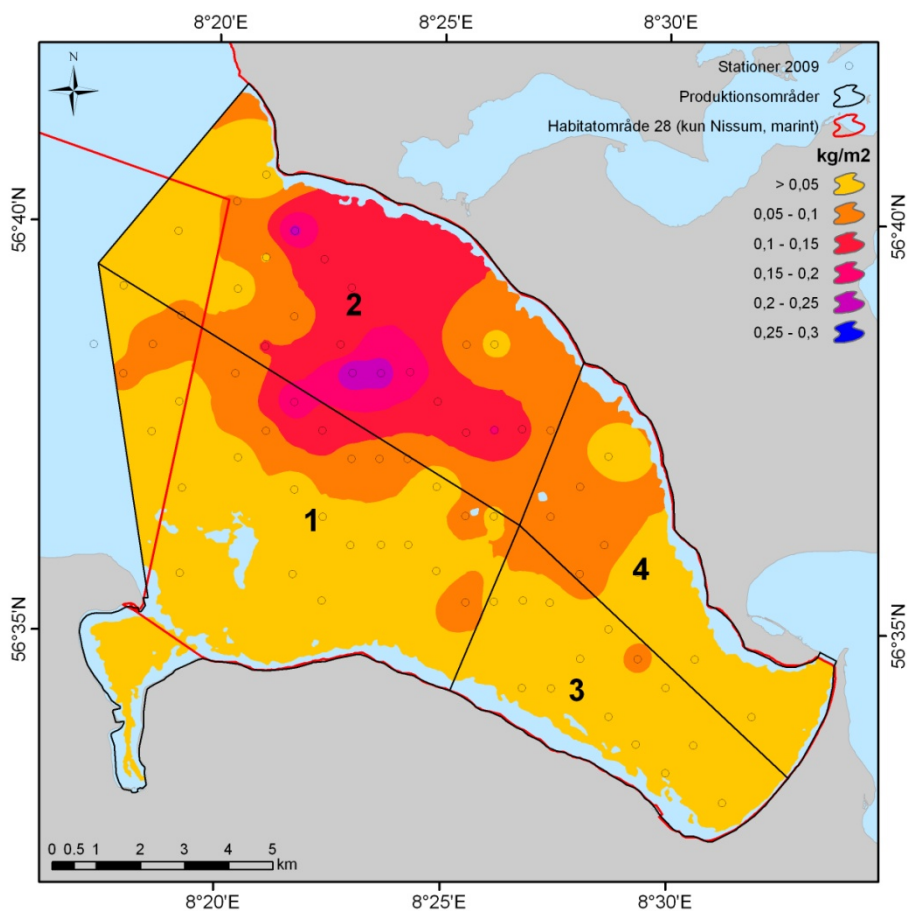 8°20'E 8°25'E 8°30'E
N
Stationer 2009
Produktionsområder
Habitatområde 28 (kun Nissum, marint)
kg/m2
> 0,05
0,05 - 0,1
0,1 - 0,15
0,15 - 0,2
0,2 - 0,25
0,25 - 0,3
56°40'N 56°40'N
2
1
4
56°35'N 56°35'N
3
0 0.5 1 2 3 4 5
km
8°20'E 8°25'E 8°30'E